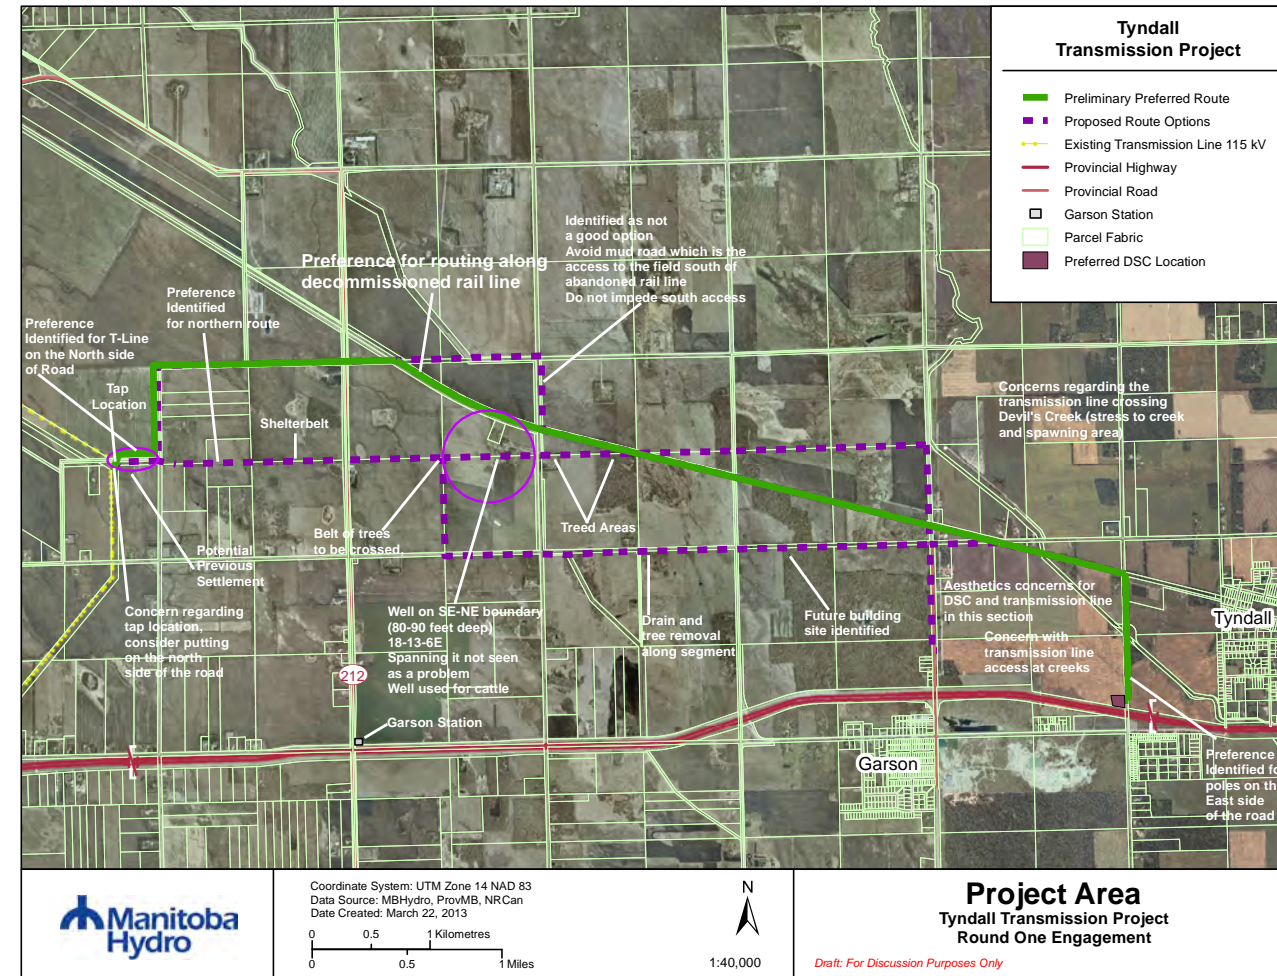 Tyndall
Transmission Project
Preliminary Preferred Route
Proposed Route Options
Existing Transmission Line 115 kV
Provincial Highway
Provincial Road
Garson Station
Parcel Fabric
Preferred DSC Location
Identified as not
a good option
Avoid mud road which is the
access to the field south of
abandoned rail line
Do not impede south access
Preference for routing along
decommissioned rail line
Preference
Identified
for northern route
Preference
Identified for T-Line
on the North side
of Road
Tap
Location
Shelterbelt
Concerns regarding the
transmission line crossing
Devil's Creek (stress to creek
and spawning area)
Belt of trees
to be crossed
Treed Areas
Potential
Previous
Settlement
Concern regarding
tap location,
consider putting
on the north
side of the road
Well on SE-NE boundary
(80-90 feet deep)
18-13-6E
Spanning it not seen
as a problem
Well used for cattle
Drain and
tree removal
along segment
Future building
site identified
Aesthetics concerns for
DSC and transmission line
in this section
Concern with
transmission line
access at creeks
Tyndall
212
Garson Station
Garson
Preference
Identified fo
poles on th
East side
of the road
Manitoba
Hydro
Coordinate System: UTM Zone 14 NAD 83
Data Source: MBHydro, ProvMB, NRCan
Date Created: March 22, 2013
0 0.5 1 Kilometres
0 0.5 1 Miles
N
1:40,000
Project Area
Tyndall Transmission Project
Round One Engagement
Draft: For Discussion Purposes Only